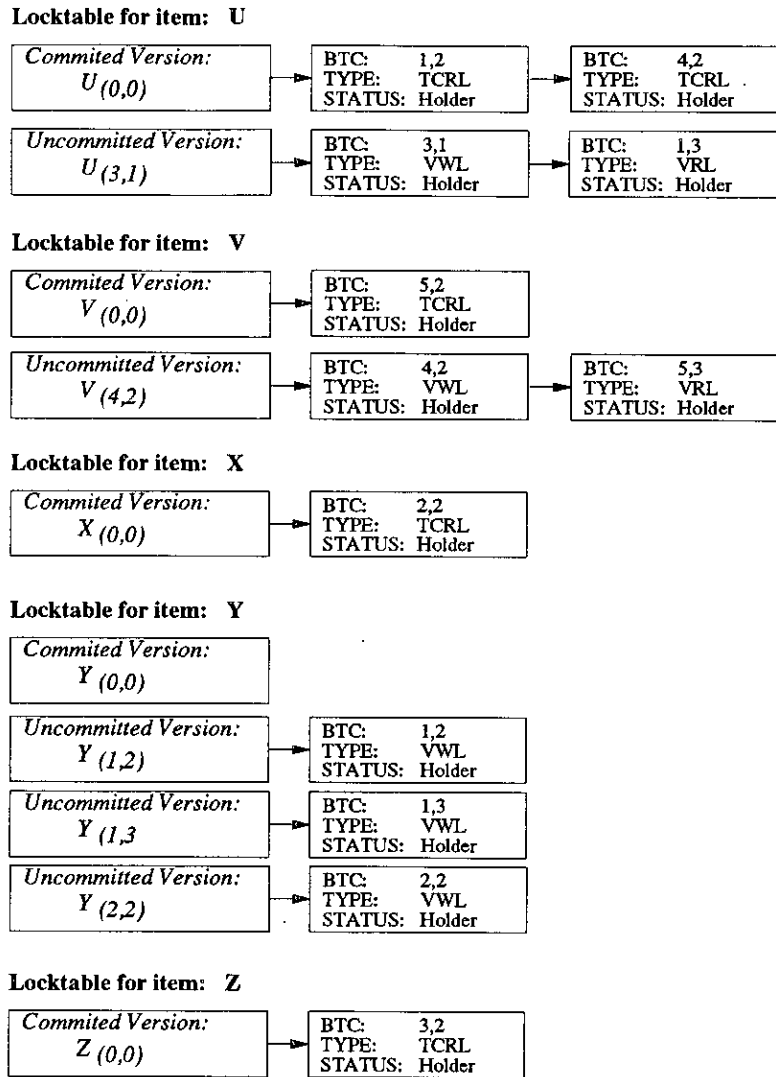 Locktable for item: U
Commited Version:
U (0,0)
BTC: 1,2
TYPE: TCRL
STATUS: Holder
BTC: 4,2
TYPE: TCRL
STATUS: Holder
Uncommitted Version:
U (3,1)
BTC: 3,1
TYPE: VWL
STATUS: Holder
BTC: 1,3
TYPE: VRL
STATUS: Holder
Locktable for item: V
Commited Version:
V (0,0)
BTC: 5,2
TYPE: TCRL
STATUS: Holder
Uncommitted Version:
V (4,2)
BTC: 4,2
TYPE: VWL
STATUS: Holder
BTC: 5,3
TYPE: VRL
STATUS: Holder
Locktable for item: X
Commited Version:
X (0,0)
BTC: 2,2
TYPE: TCRL
STATUS: Holder
Locktable for item: Y
Commited Version:
Y (0,0)
Uncommitted Version:
Y (1,2)
BTC: 1,2
TYPE: VWL
STATUS: Holder
Uncommitted Version:
Y (1,3
BTC: 1,3
TYPE: VWL
STATUS: Holder
Uncommitted Version:
Y (2,2)
BTC: 2,2
TYPE: VWL
STATUS: Holder
Locktable for item: Z
Commited Version:
Z (0,0)
BTC: 3,2
TYPE: TCRL
STATUS: Holder